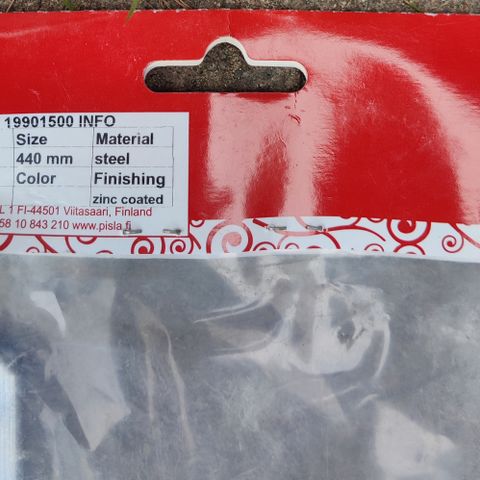 19901500 INFO
Size Material
440 mm steel
Color Finishing
zinc coated
L 1 FI-44501 Viitasaari, Finland
58 10 843 210 www.pisla.fi